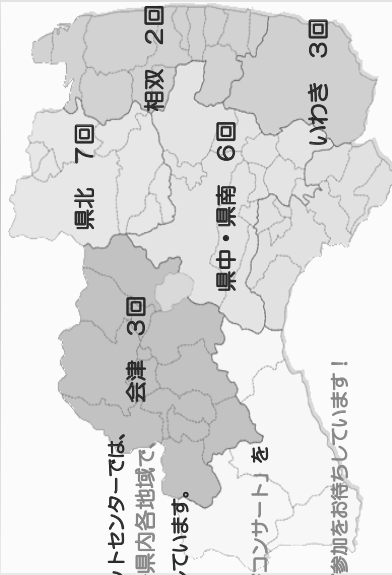 相双 2回
いわき 3回
県北 7回
県中・県南 6回
会津 3回
ットセンターでは、
県内各地域で、
ています。
コンサート」を
参加をお待ちしています！